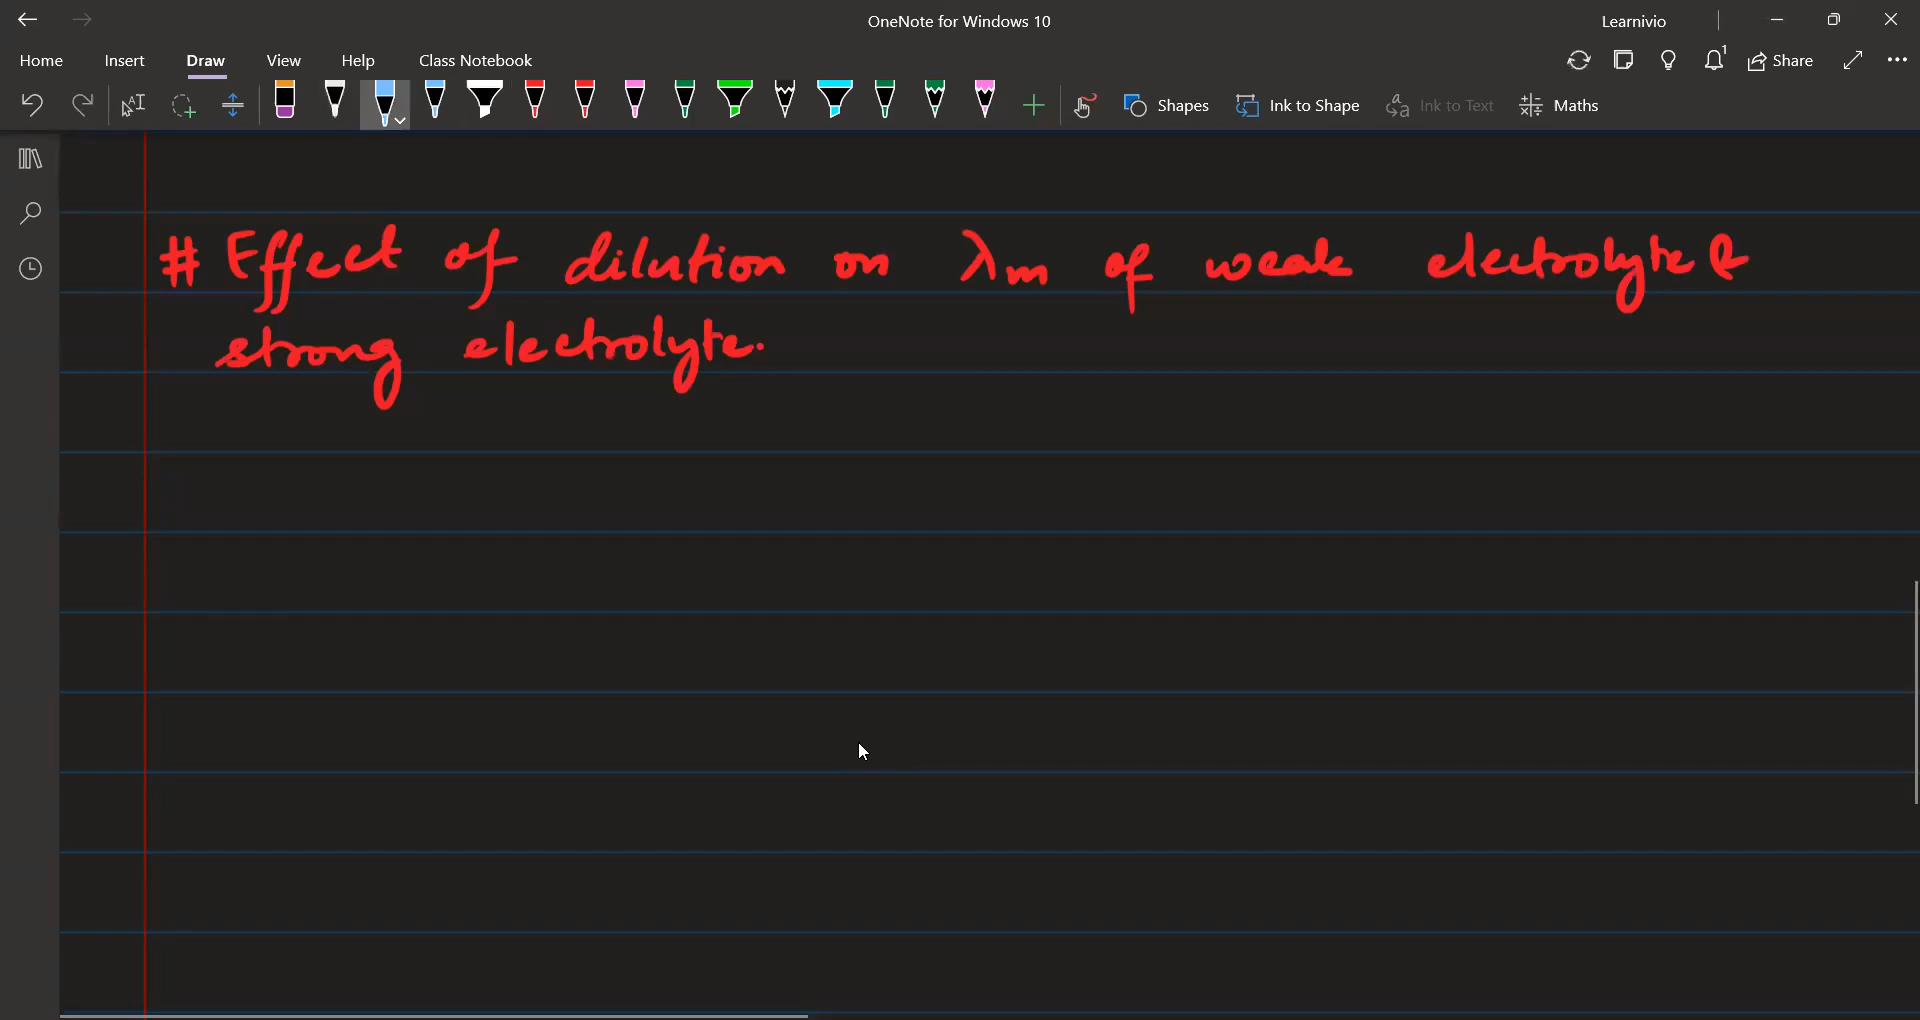 OneNote for Windows 10
Learnivio
Home Insert Draw View Help Class Notebook
1
Share
Shapes Ink to Shape Ink to Text Maths
# Effect of dilution on λm of weak electrolyte &
strong electrolyte.